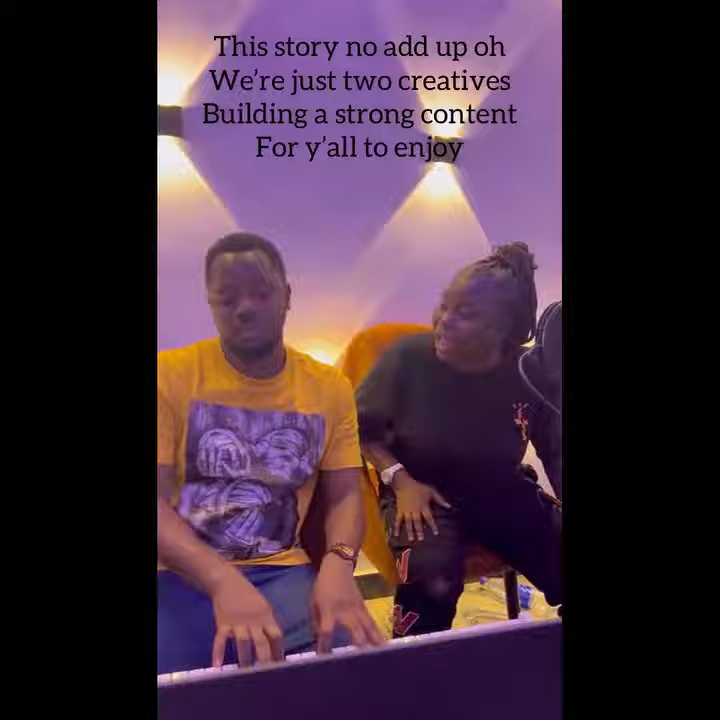 This story no add up oh
We’re just two creatives
Building a strong content
For y’all to enjoy